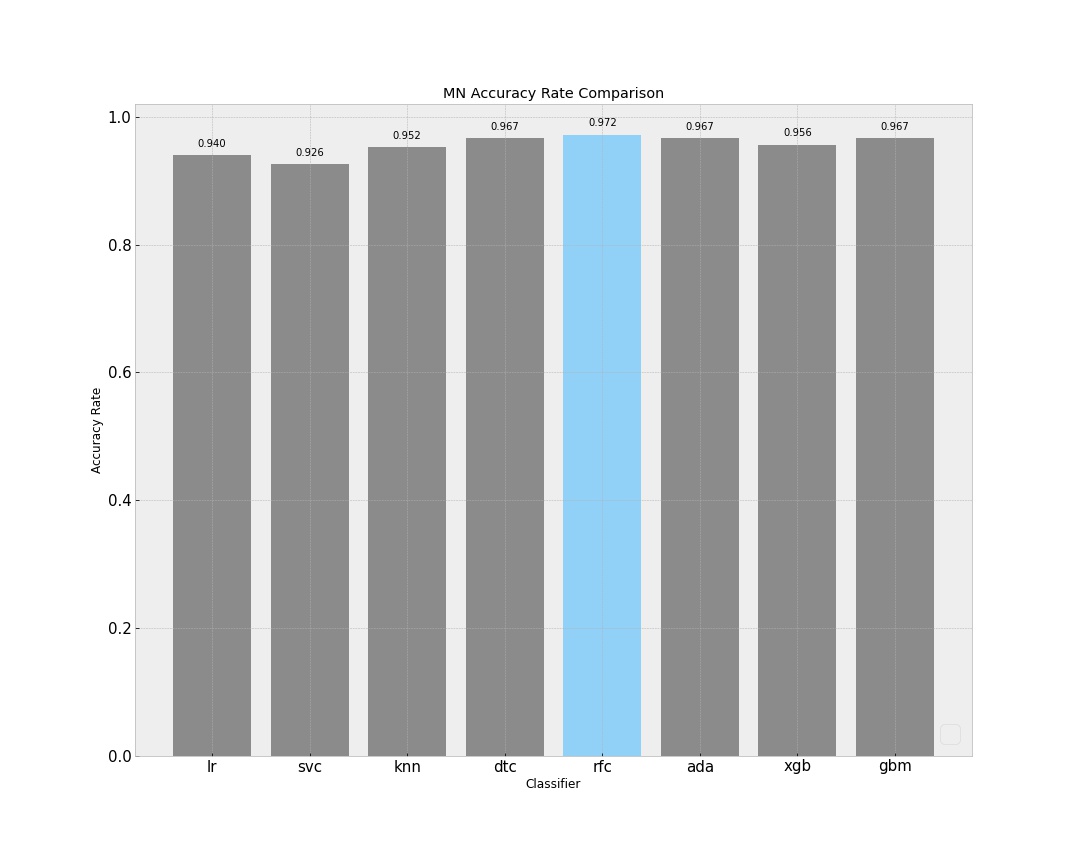 MN Accuracy Rate Comparison
1.0
0.8
0.6
0.4
0.2
0.0
Accuracy Rate
0.940
0.926
0.952
0.967
0.972
0.967
0.956
0.967
lr
svc
knn
dtc
rfc
ada
xgb
gbm
Classifier